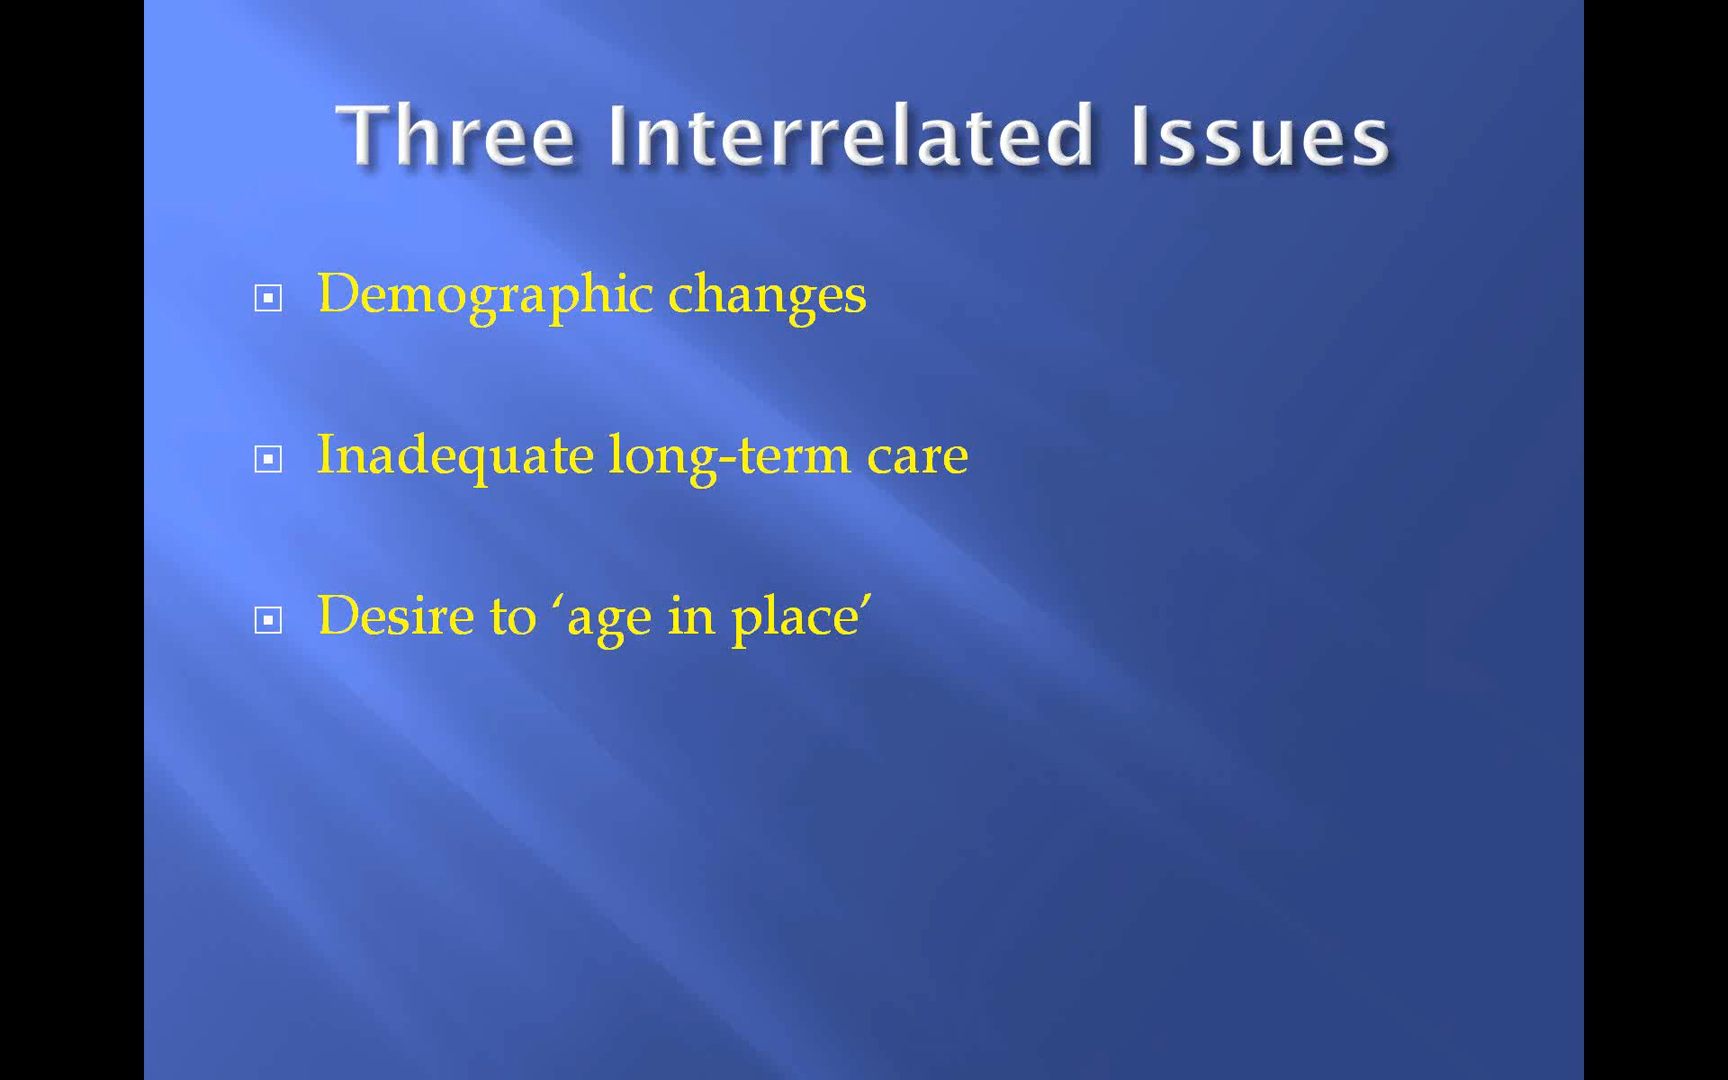 Three Interrelated Issues
Demographic changes
Inadequate long-term care
Desire to ‘age in place’